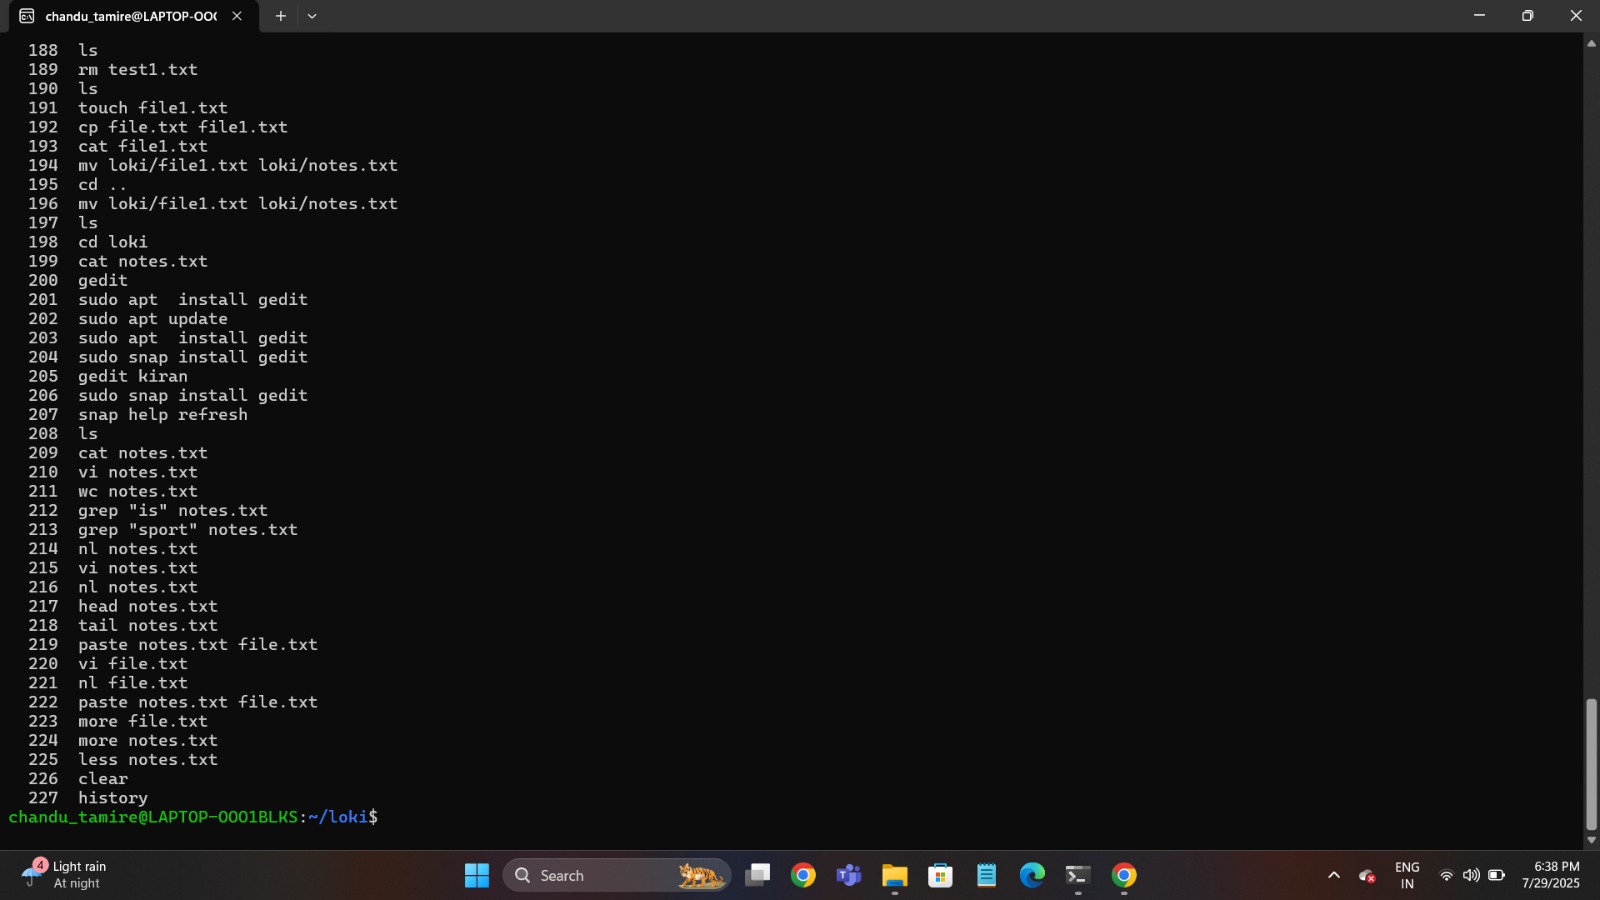 chandu_tamire@LAPTOP-OOO
188 ls
189 rm test1.txt
190 ls
191 touch file1.txt
192 cp file.txt file1.txt
193 cat file1.txt
194 mv loki/file1.txt loki/notes.txt
195 cd ..
196 mv loki/file1.txt loki/notes.txt
197 ls
198 cd loki
199 cat notes.txt
200 gedit
201 sudo apt  install gedit
202 sudo apt update
203 sudo apt  install gedit
204 sudo snap install gedit
205 gedit kiran
206 sudo snap install gedit
207 snap help refresh
208 ls
209 cat notes.txt
210 vi notes.txt
211 wc notes.txt
212 grep "is" notes.txt
213 grep "sport" notes.txt
214 nl notes.txt
215 vi notes.txt
216 nl notes.txt
217 head notes.txt
218 tail notes.txt
219 paste notes.txt file.txt
220 vi file.txt
221 nl file.txt
222 paste notes.txt file.txt
223 more file.txt
224 more notes.txt
225 less notes.txt
226 clear
227 history
chandu_tamire@LAPTOP-OOO1BLKS:~/loki$
4
Light rain
At night
Search
ENG
IN
6:38 PM
7/29/2025